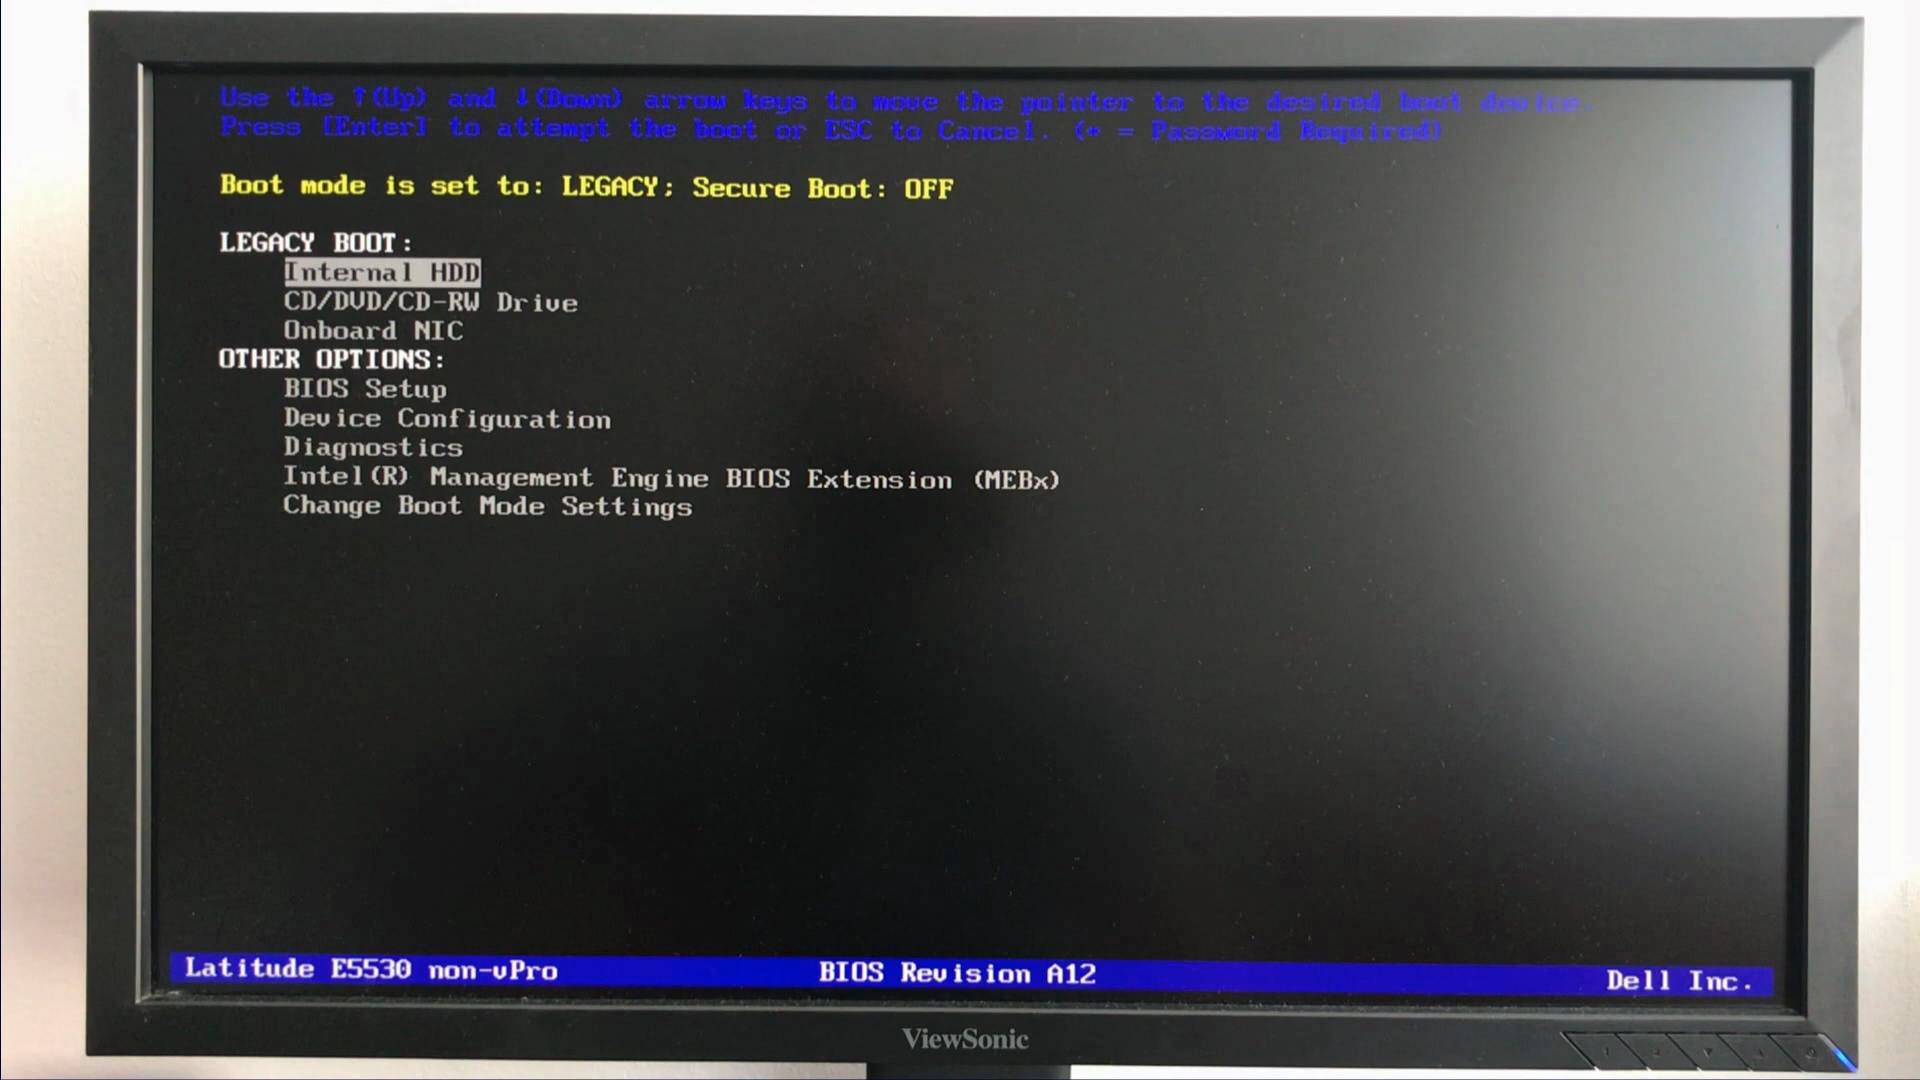 Use the ↑(Up) and ↓(Down) arrow keys to move the pointer to the desired boot device.
Press [Enter] to attempt the boot or ESC to Cancel. (* = Password Required)
Boot mode is set to: LEGACY; Secure Boot: OFF
LEGACY BOOT:
Internal HDD
CD/DVD/CD-RW Drive
Onboard NIC
OTHER OPTIONS:
BIOS Setup
Device Configuration
Diagnostics
Intel(R) Management Engine BIOS Extension (MEBx)
Change Boot Mode Settings
Latitude E5530 non-vPro BIOS Revision A12 Dell Inc.
ViewSonic